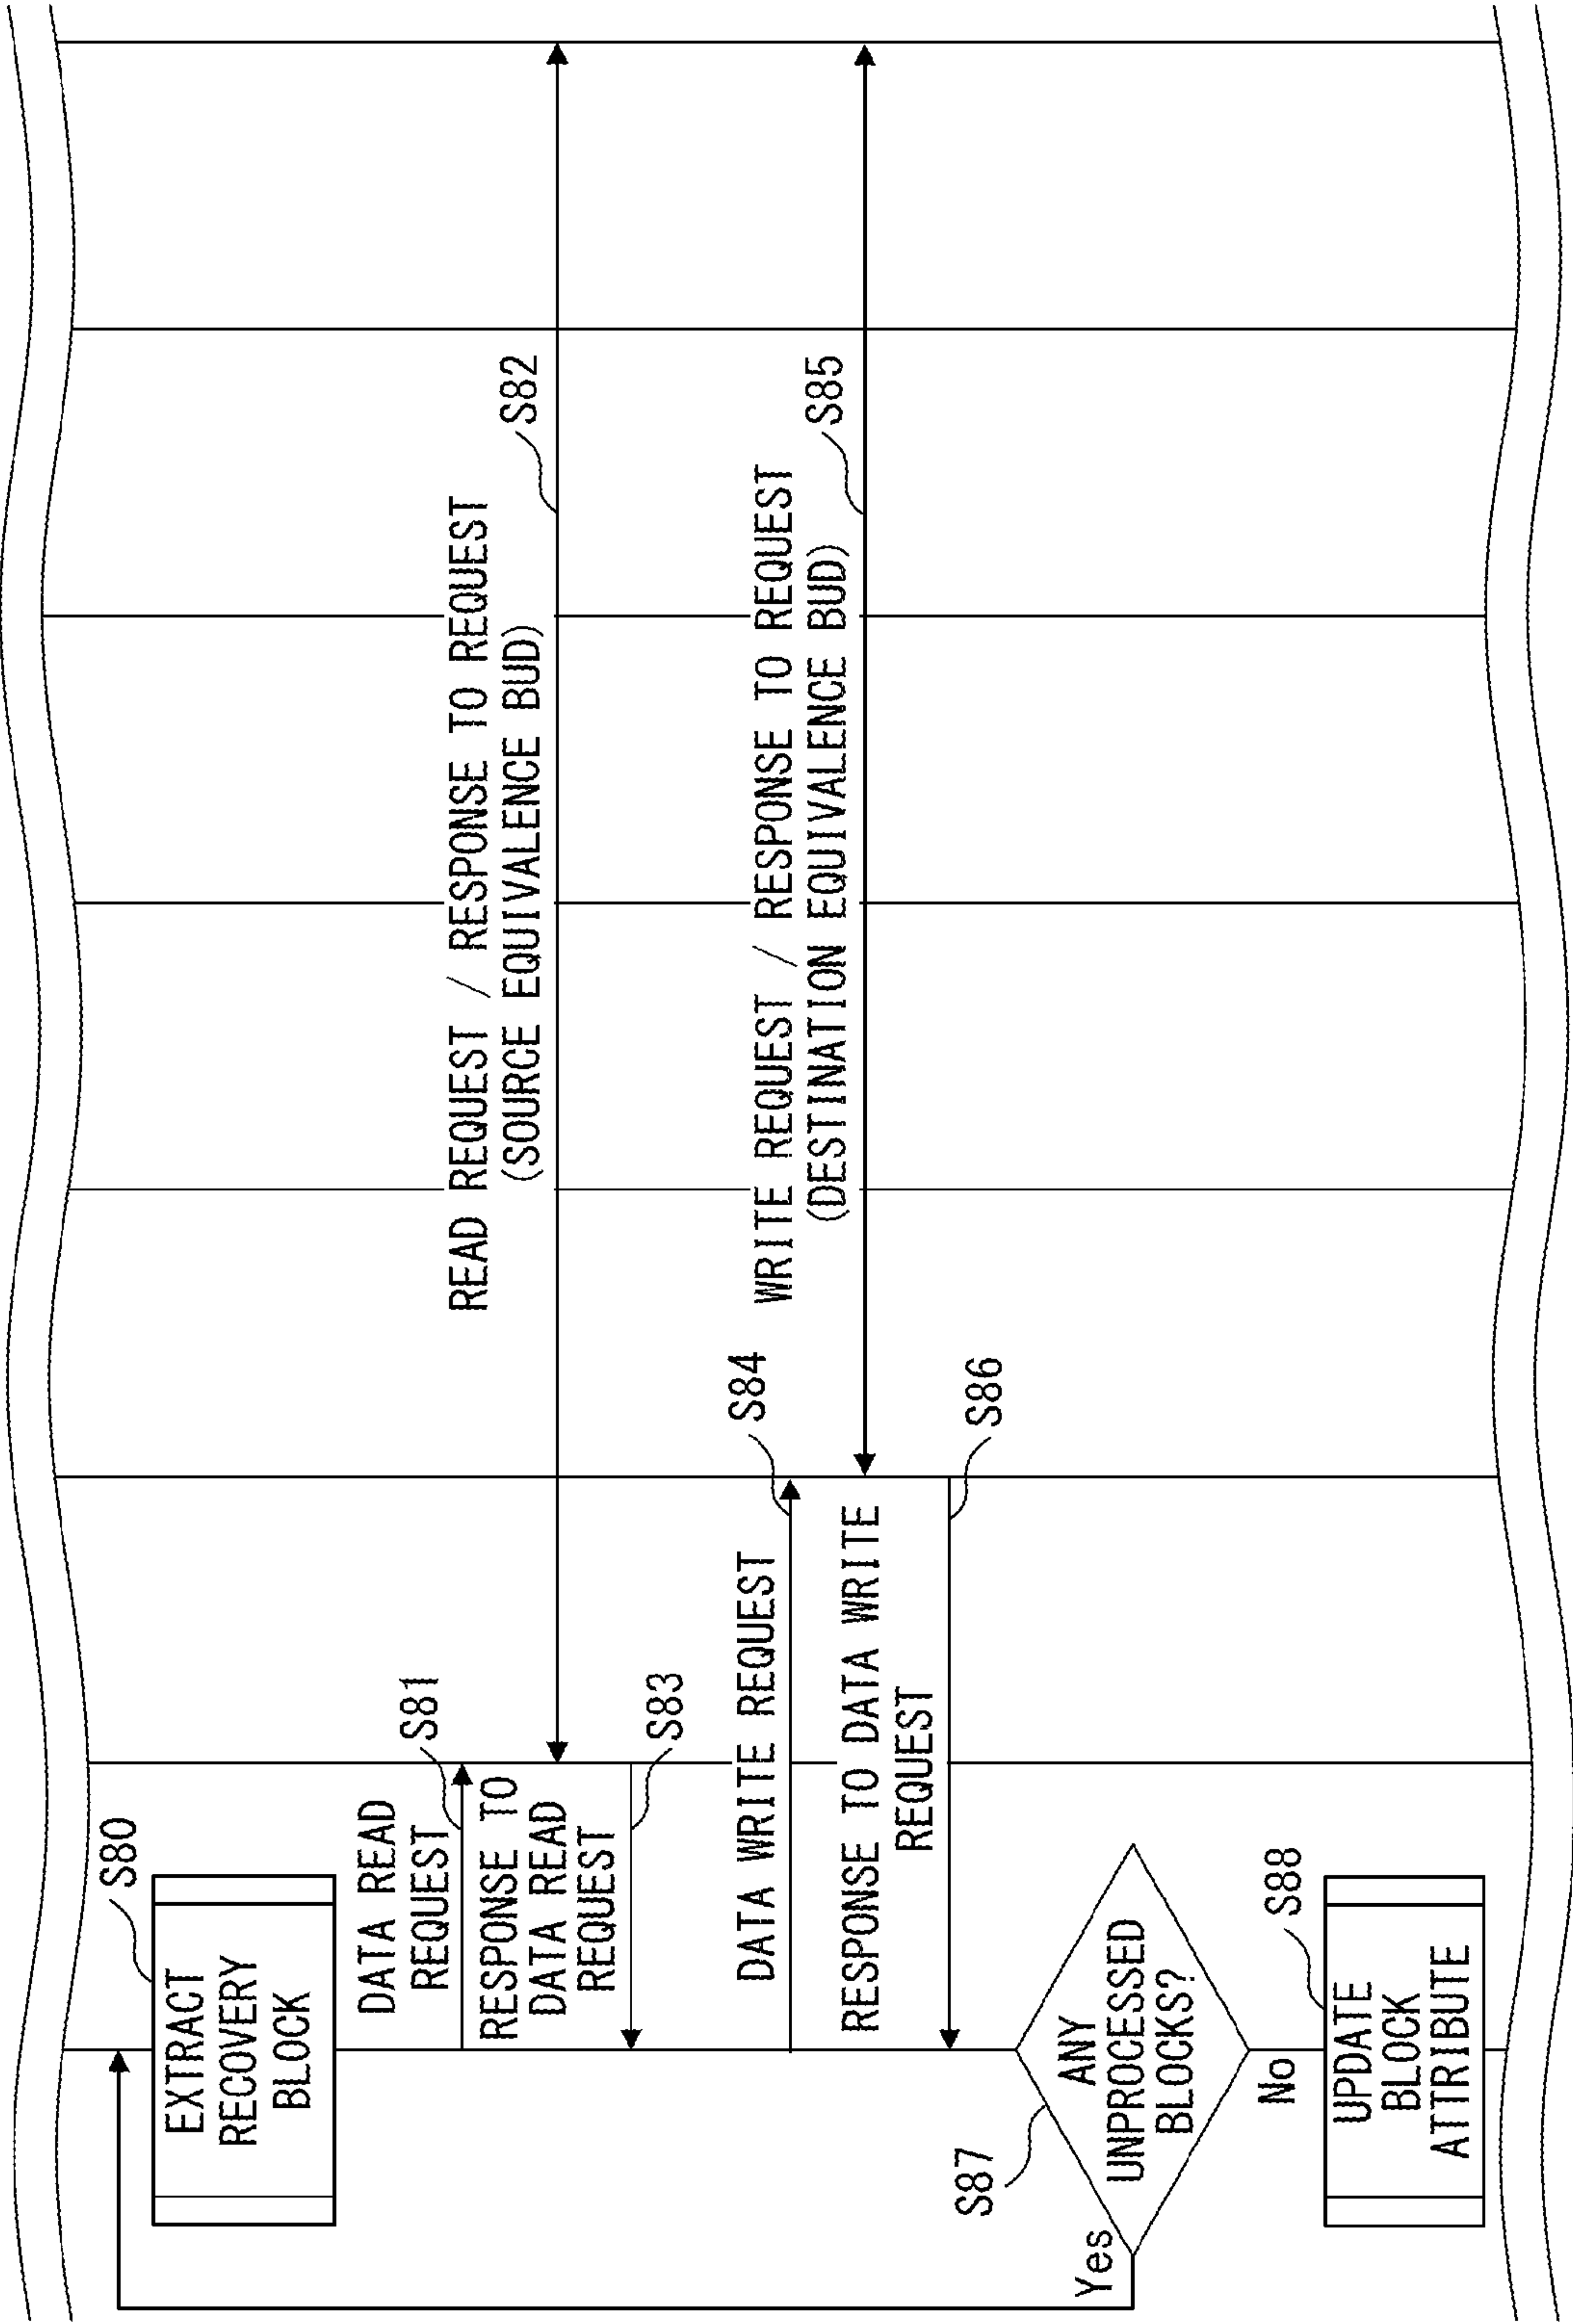 S80
EXTRACT
RECOVERY
BLOCK
DATA READ
REQUEST
S81
READ REQUEST / RESPONSE TO REQUEST
(SOURCE EQUIVALENCE BUD)
S82
RESPONSE TO
DATA READ
REQUEST
S83
DATA WRITE REQUEST
S84
WRITE REQUEST / RESPONSE TO REQUEST
(DESTINATION EQUIVALENCE BUD)
S85
RESPONSE TO DATA WRITE
REQUEST
S86
S87
ANY
UNPROCESSED
BLOCKS?
Yes
No
S88
UPDATE
BLOCK
ATTRIBUTE